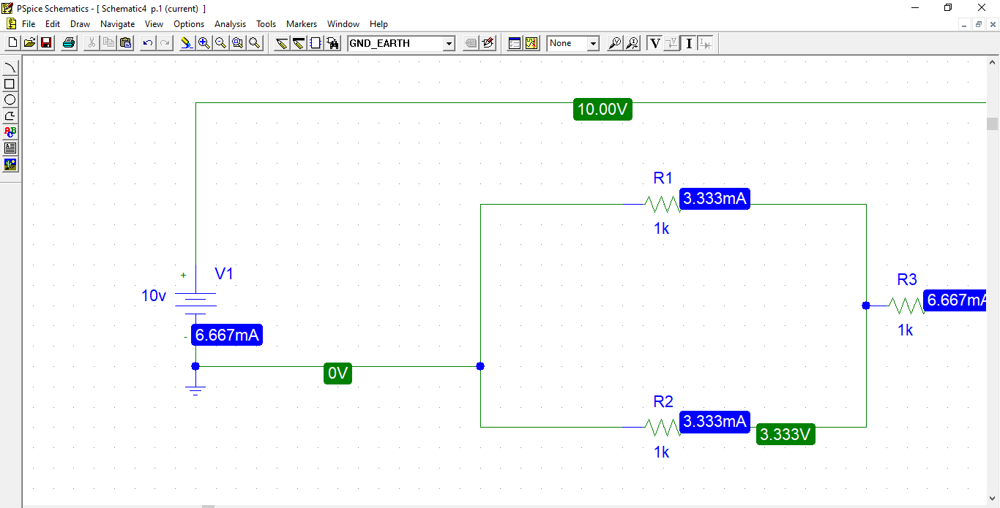 PSpice Schematics - [ Schematic4 p.1 (current) ]
File Edit Draw Navigate View Options Analysis Tools Markers Window Help
GND_EARTH
None
V
I
ABC
10.00V
R1
3.333mA
1k
+
V1
10v
R3
6.667mA
1k
-
6.667mA
0V
R2
3.333mA
3.333V
1k